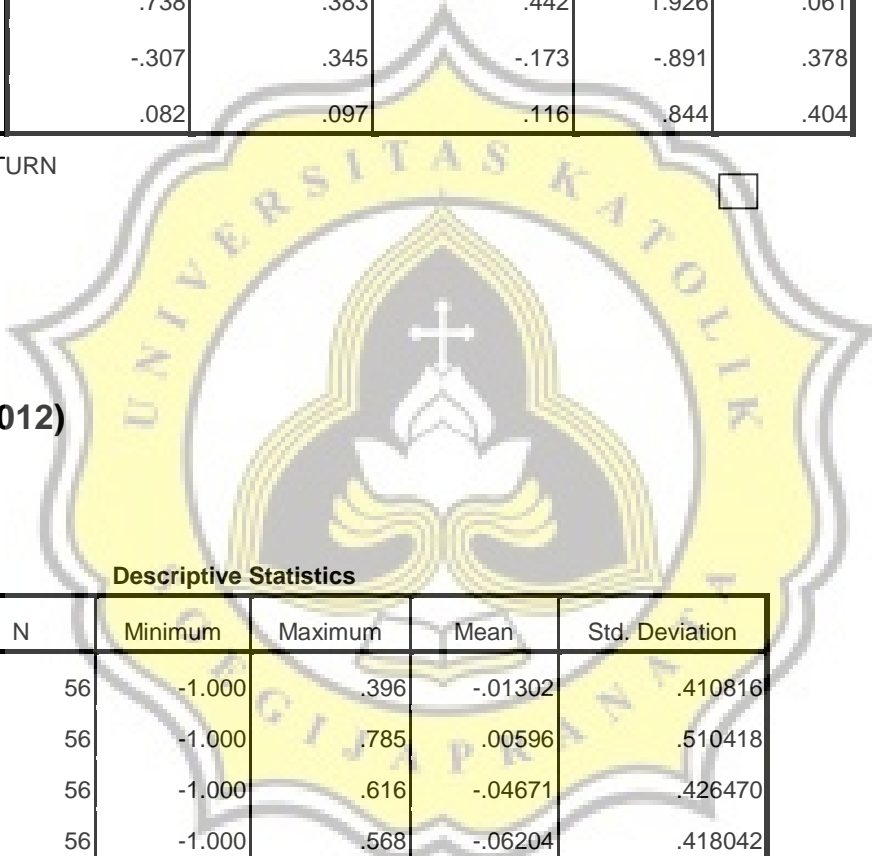 .738 .383 .442 1.926 .061
-.307 .345 -.173 -.891 .378
.082 .097 .116 .844 .404
TURN
UNIVERSITAS KATOLIK
012)
Descriptive Statistics
N Minimum Maximum Mean Std. Deviation
56 -1.000 .396 -.01302 .410816
56 -1.000 .785 .00596 .510418
56 -1.000 .616 -.04671 .426470
56 -1.000 .568 -.06204 .418042
SOEGIJAPRANATA